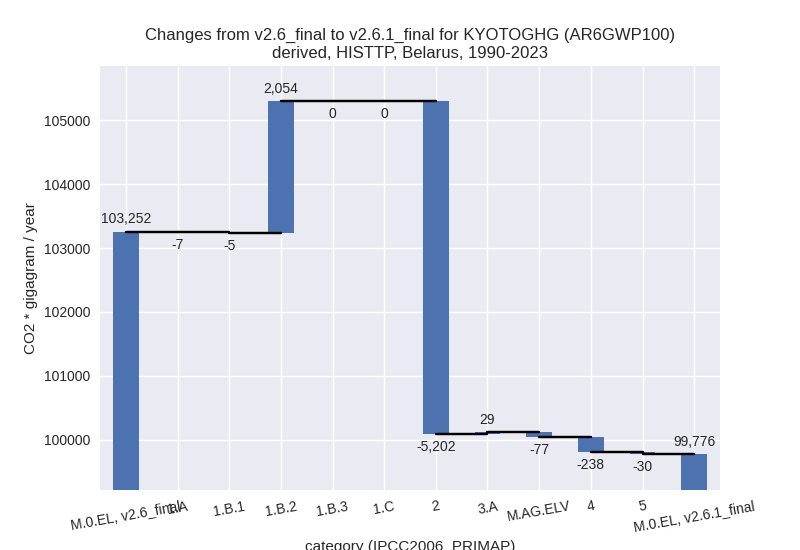 Changes from v2.6_final to v2.6.1_final for KYOTOGHG (AR6GWP100)
derived, HISTTP, Belarus, 1990-2023
CO2 * gigagram / year
105000
104000
103000
102000
101000
100000
103,252
-7
-5
2,054
0
0
-5,202
29
-77
-238
-30
99,776
M.0.EL, v2.6_final
1.A
1.B.1
1.B.2
1.B.3
1.C
2
3.A
M.AG.ELV
4
5
M.0.EL, v2.6.1_final
category (IPCC2006_PRIMAP)